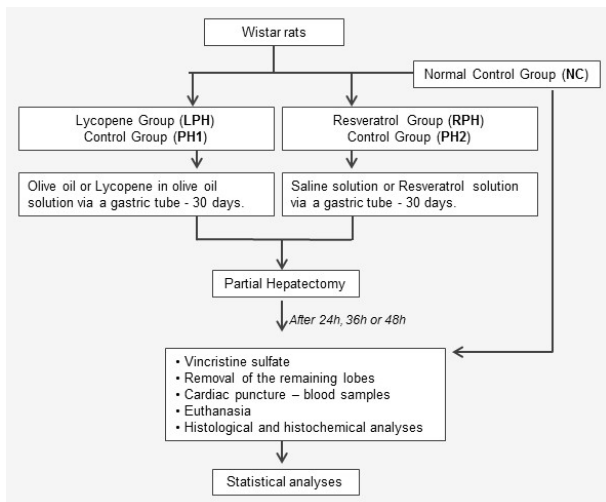 Wistar rats
Normal Control Group (NC)
Lycopene Group (LPH)
Control Group (PH1)
Resveratrol Group (RPH)
Control Group (PH2)
Olive oil or Lycopene in olive oil
solution via a gastric tube - 30 days.
Saline solution or Resveratrol solution
via a gastric tube - 30 days.
Partial Hepatectomy
After 24h, 36h or 48h
• Vincristine sulfate
• Removal of the remaining lobes
• Cardiac puncture – blood samples
• Euthanasia
• Histological and histochemical analyses
Statistical analyses